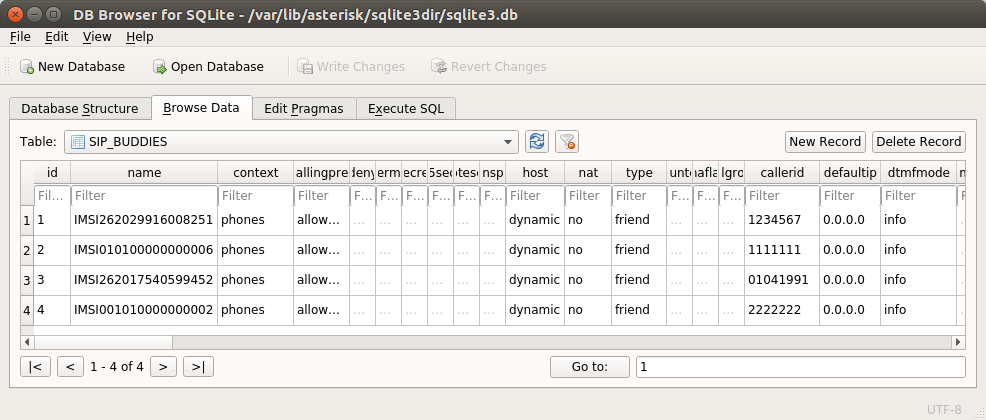 DB Browser for SQLite - /var/lib/asterisk/sqlite3dir/sqlite3.db
File Edit View Help
New Database Open Database Write Changes Revert Changes
Database Structure Browse Data Edit Pragmas Execute SQL
Table: SIP_BUDDIES New Record Delete Record
id name context allingpre deny erm ecre 5sec otese nsp host nat type unt nafla lgro callerid defaultip dtmfmode
Fil... Filter Filter Filter F... F... F... F... F... F... Filter Filter Filter F... F... F... Filter Filter Filter F
1 1 IMSI262029916008251 phones allow... ... ... ... ... ... ... dynamic no friend ... ... ... 1234567 0.0.0.0 info
2 2 IMSI010100000000006 phones allow... ... ... ... ... ... ... dynamic no friend ... ... ... 1111111 0.0.0.0 info
3 3 IMSI262017540599452 phones allow... ... ... ... ... ... ... dynamic no friend ... ... ... 01041991 0.0.0.0 info
4 4 IMSI001010000000002 phones allow... ... ... ... ... ... ... dynamic no friend ... ... ... 2222222 0.0.0.0 info
|< < 1 - 4 of 4 > >| Go to: 1
UTF-8